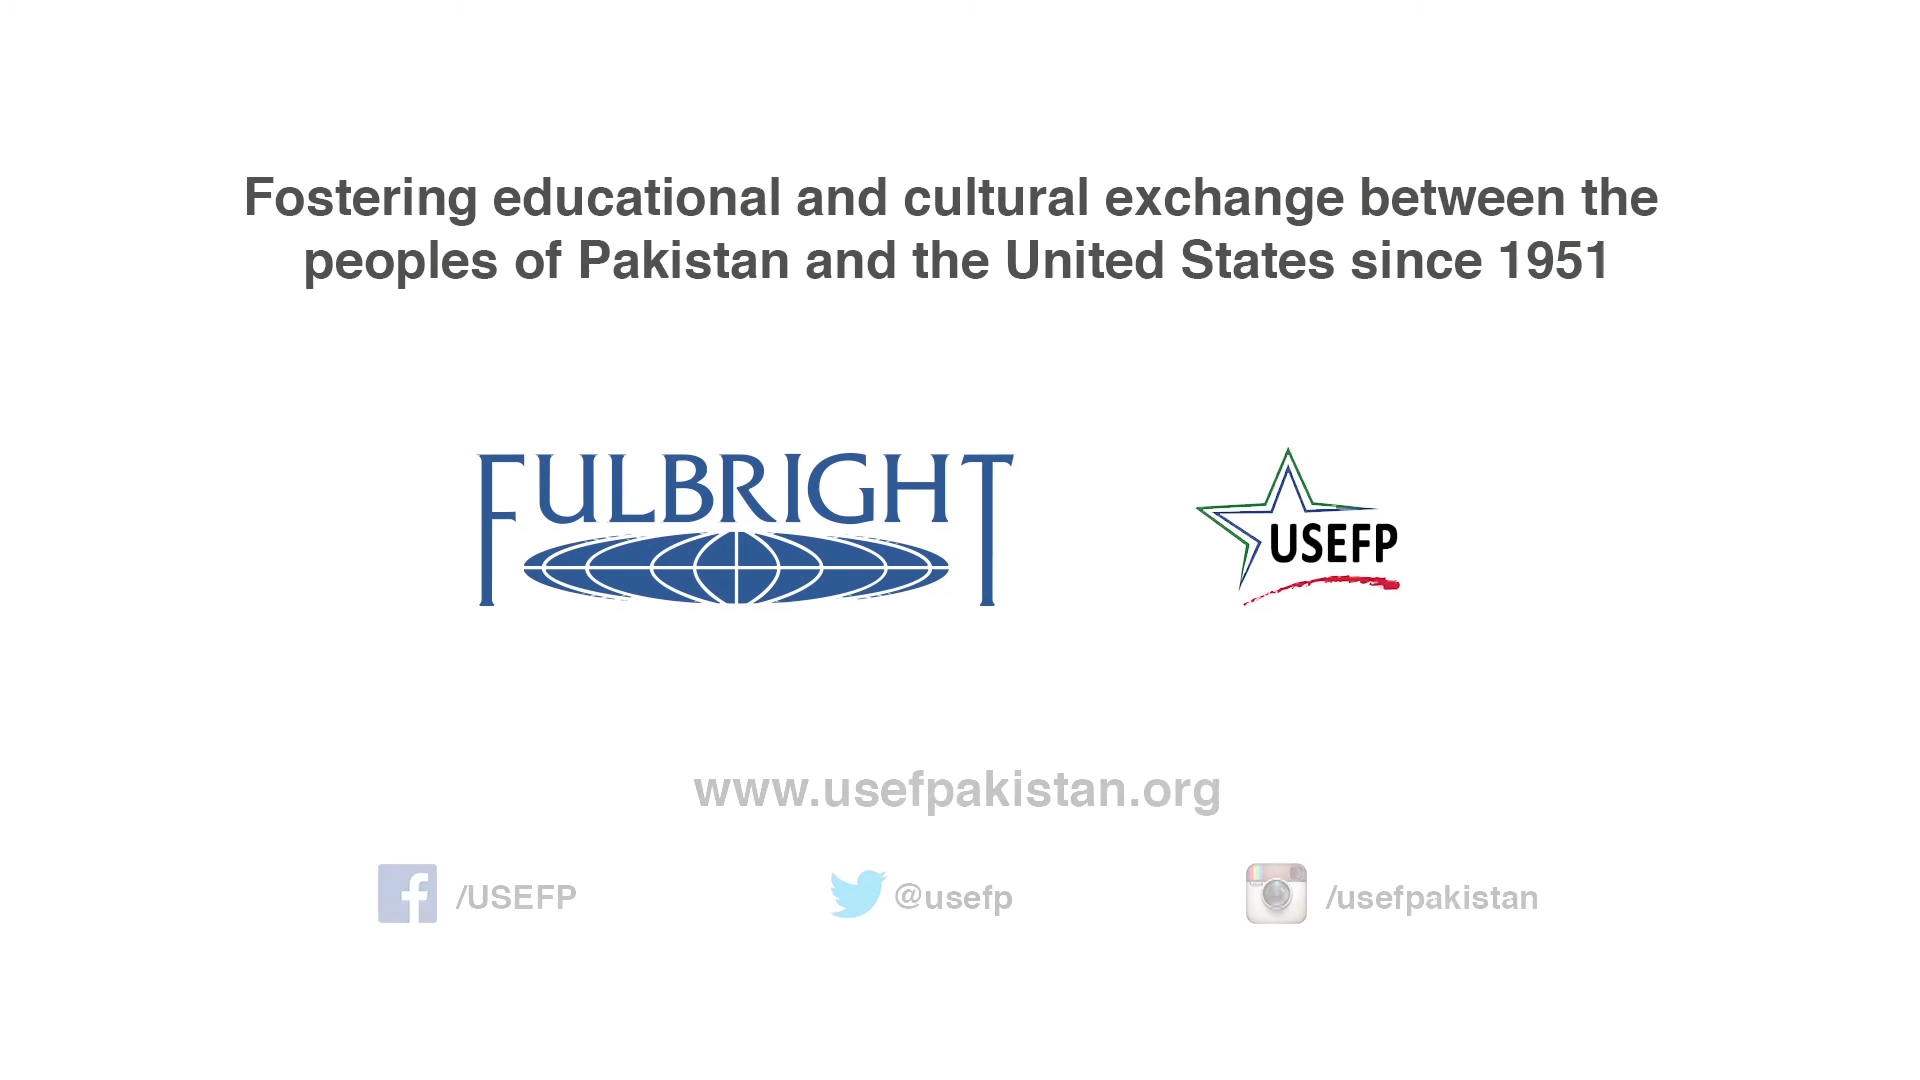 Fostering educational and cultural exchange between the
peoples of Pakistan and the United States since 1951
FULBRIGHT
USEFP
www.usefpakistan.org
/USEFP
@usefp
/usefpakistan